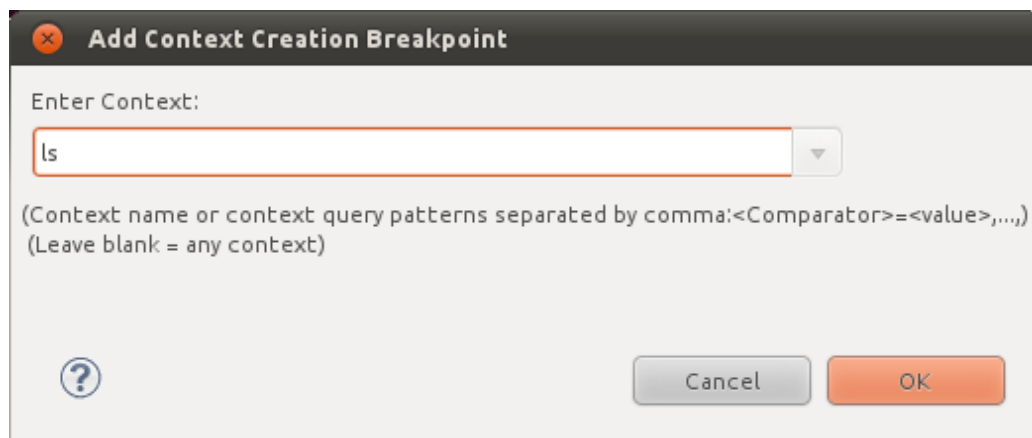 Add Context Creation Breakpoint
Enter Context:
ls
(Context name or context query patterns separated by comma:<Comparator>=<value>,...,)
(Leave blank = any context)
?
Cancel
OK